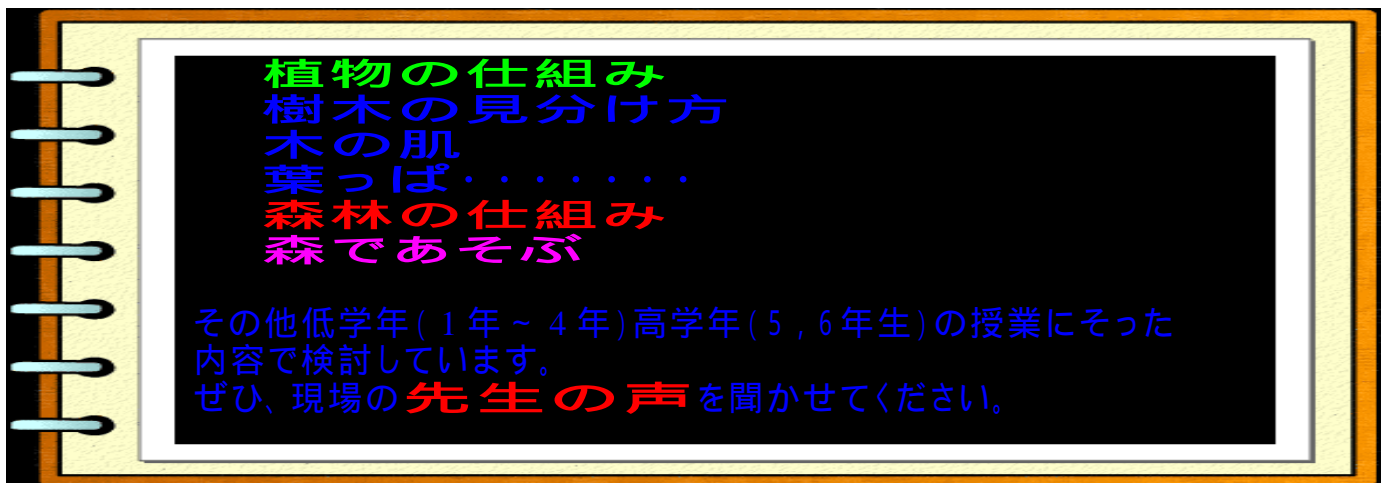 植物の仕組み
樹木の見分け方
木の肌
葉っぱ・・・・・・・
森林の仕組み
森であそぶ
その他低学年(1年~4年)高学年(5,6年生)の授業にそった
内容で検討しています。
ぜひ、現場の先生の声を聞かせてください。